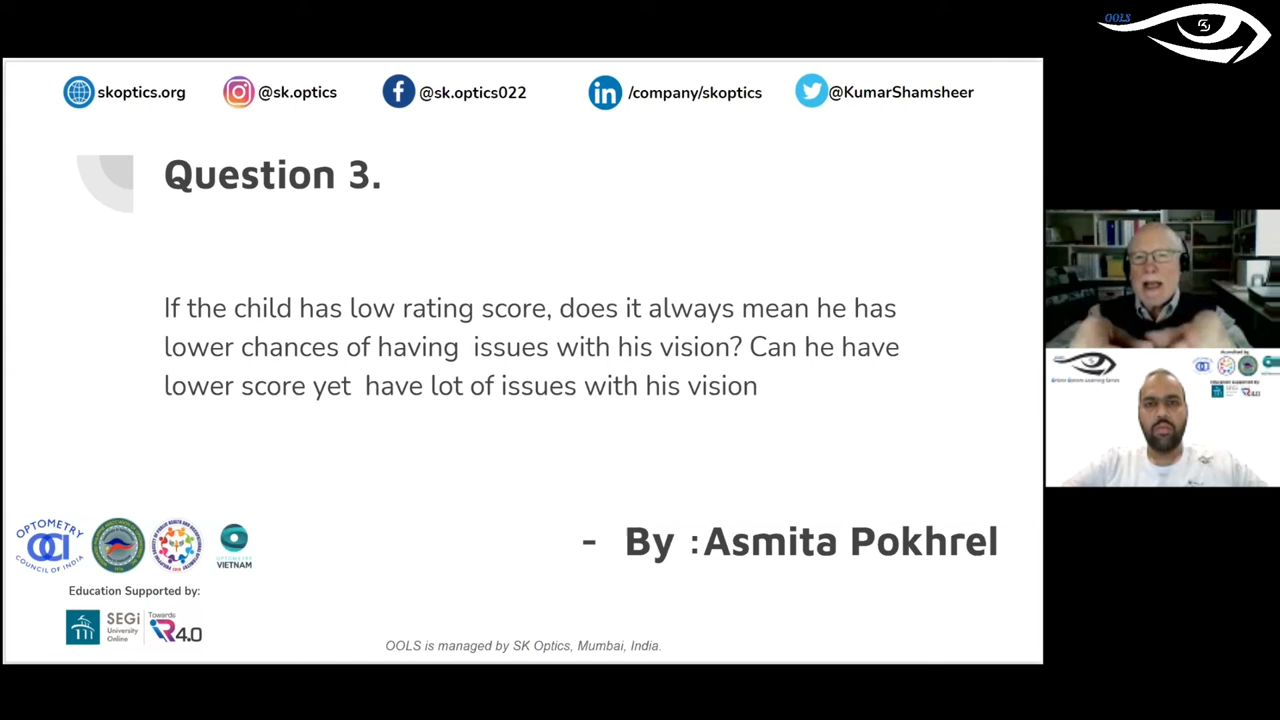 OOLS
skoptics.org
@sk.optics
@sk.optics022
/company/skoptics
@KumarShamsheer
Question 3.
If the child has low rating score, does it always mean he has
lower chances of having issues with his vision? Can he have
lower score yet have lot of issues with his vision
- By :Asmita Pokhrel
OPTOMETRY
OCI
COUNCIL OF INDIA
OPTOMETRY
VIETNAM
Education Supported by:
SEGi
University
Online
Towards
iR4.0
OOLS is managed by SK Optics, Mumbai, India.